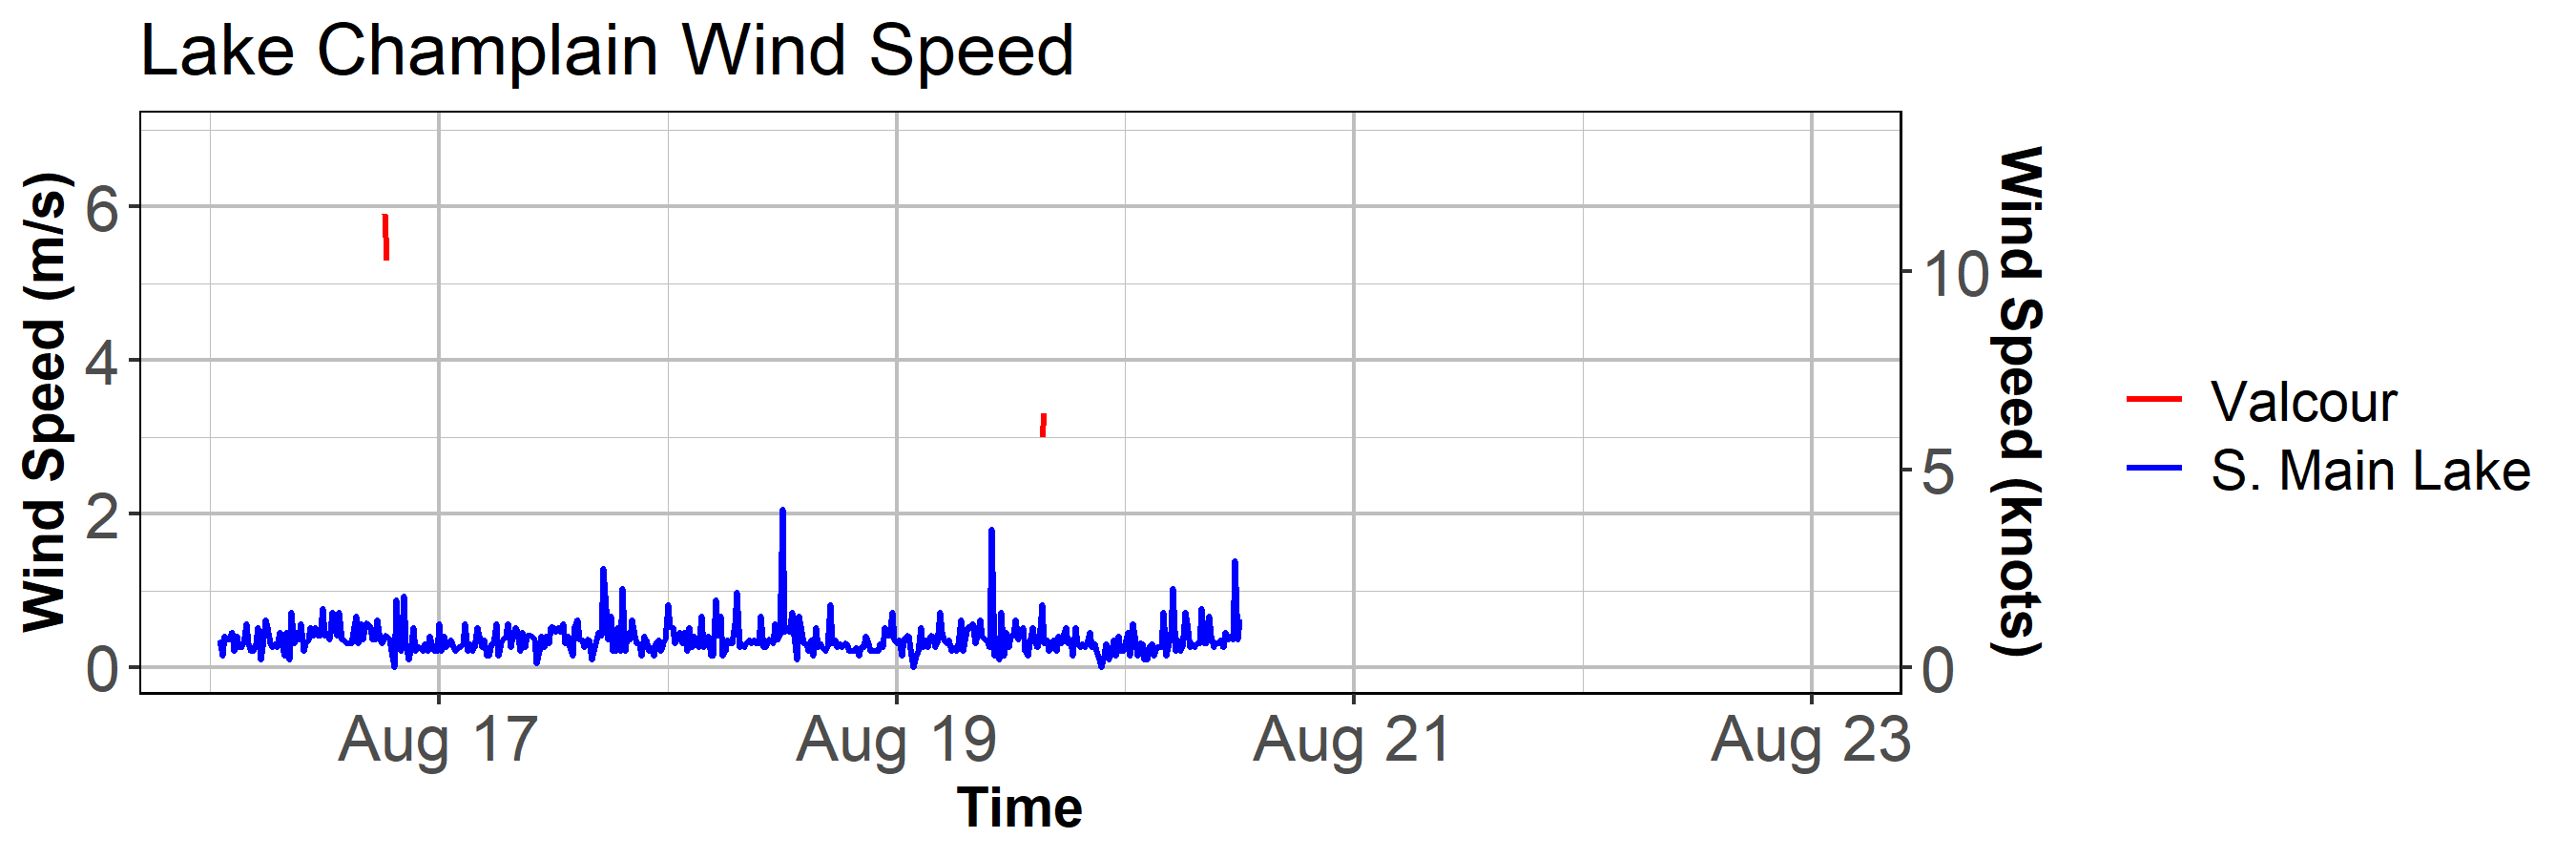 Lake Champlain Wind Speed
Wind Speed (m/s)
6
4
2
0
10
5
0
Wind Speed (knots)
Aug 17
Aug 19
Aug 21
Aug 23
Time
Valcour
S. Main Lake